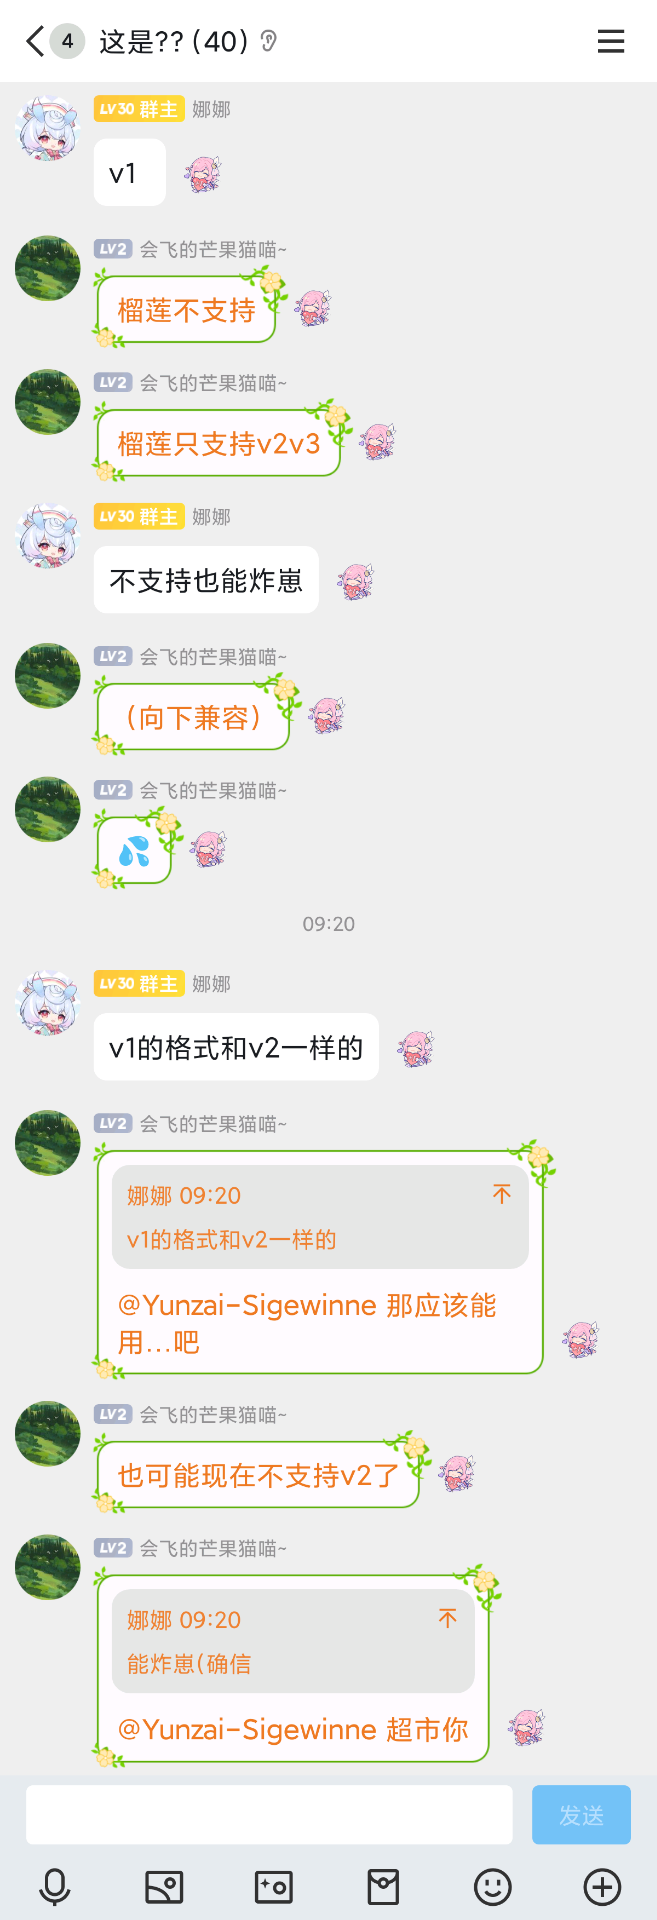 4 这是?? (40)
LV30 群主 娜娜
v1
LV2 会飞的芒果猫喵~
榴莲不支持
LV2 会飞的芒果猫喵~
榴莲只支持v2v3
LV30 群主 娜娜
不支持也能炸崽
LV2 会飞的芒果猫喵~
（向下兼容）
LV2 会飞的芒果猫喵~
09:20
LV30 群主 娜娜
v1的格式和v2一样的
LV2 会飞的芒果猫喵~
娜娜 09:20
v1的格式和v2一样的
@Yunzai-Sigewinne 那应该能
用...吧
LV2 会飞的芒果猫喵~
也可能现在不支持v2了
LV2 会飞的芒果猫喵~
娜娜 09:20
能炸崽(确信
@Yunzai-Sigewinne 超市你
发送